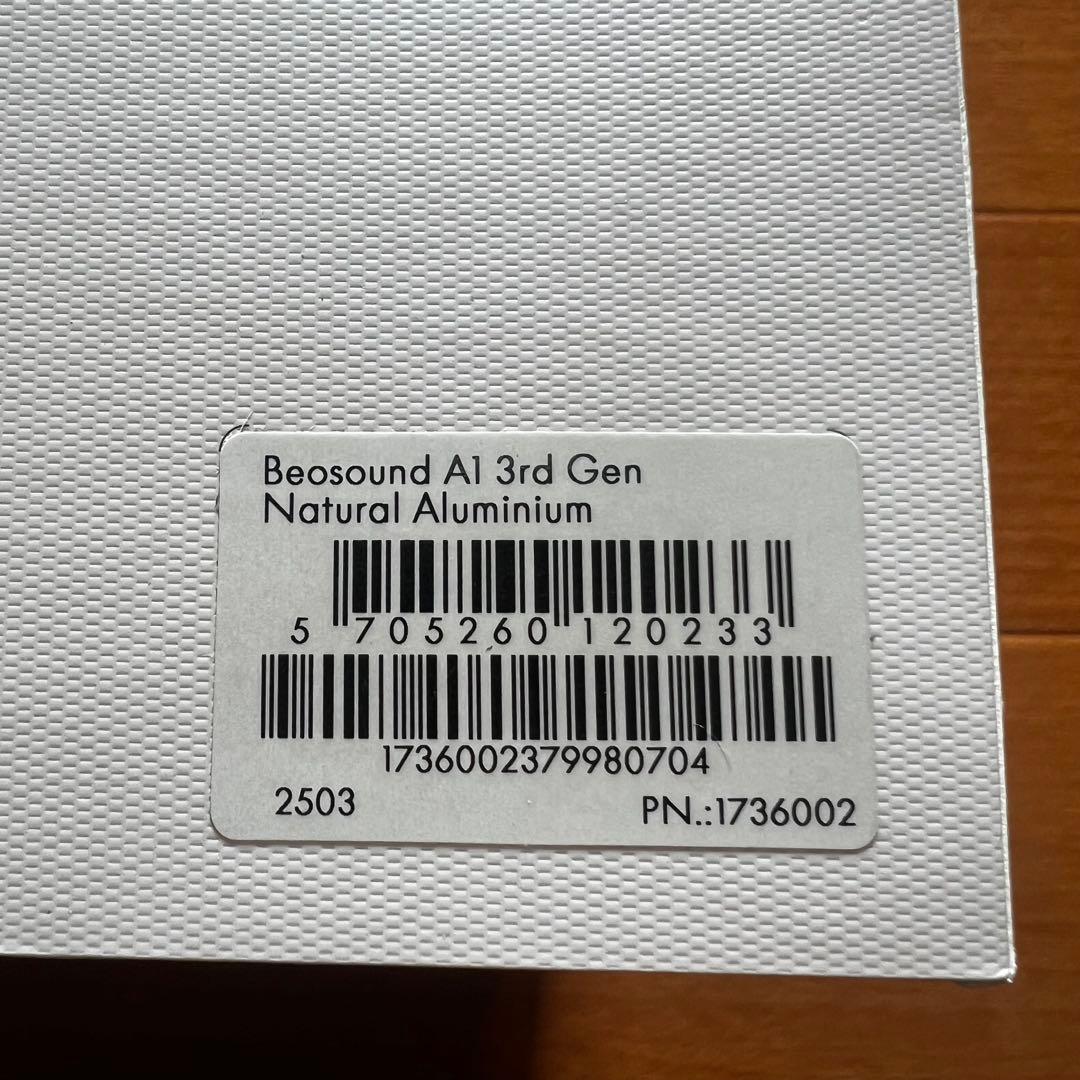 Beosound A1 3rd Gen
Natural Aluminium
5 705260 120233
1736002379980704
2503 PN.:1736002